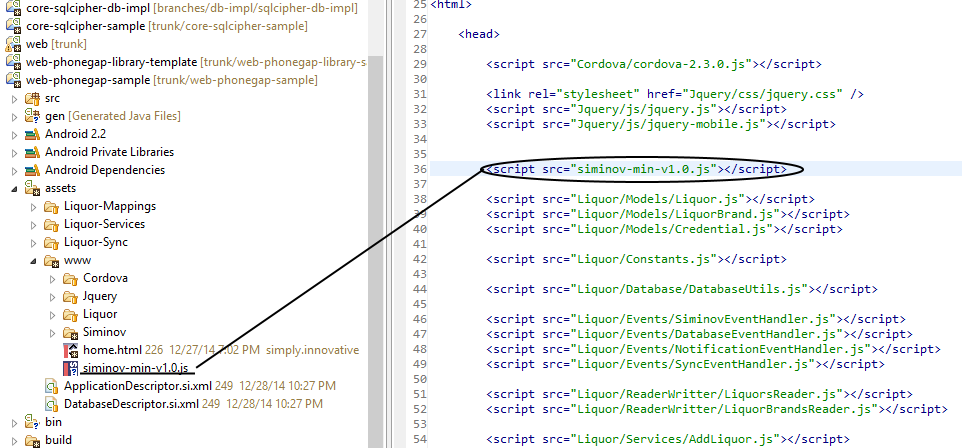 core-sqlcipher-db-impl [branches/db-impl/sqlcipher-db-impl]
core-sqlcipher-sample [trunk/core-sqlcipher-sample]
web [trunk]
web-phonegap-library-template [trunk/web-phonegap-library-s
web-phonegap-sample [trunk/web-phonegap-sample]
src
gen [Generated Java Files]
Android 2.2
Android Private Libraries
Android Dependencies
assets
Liquor-Mappings
Liquor-Services
Liquor-Sync
www
Cordova
Jquery
Liquor
Siminov
home.html 226 12/27/14 7:02 PM simply.innovative
siminov-min-v1.0.js
ApplicationDescriptor.si.xml 249 12/28/14 10:27 PM
DatabaseDescriptor.si.xml 249 12/28/14 10:27 PM
bin
build
25 <html>
26
27 <head>
28
29 <script src="Cordova/cordova-2.3.0.js"></script>
30
31 <link rel="stylesheet" href="Jquery/css/jquery.css" />
32 <script src="Jquery/js/jquery.js"></script>
33 <script src="Jquery/js/jquery-mobile.js"></script>
34
35
36 <script src="siminov-min-v1.0.js"></script>
37
38 <script src="Liquor/Models/Liquor.js"></script>
39 <script src="Liquor/Models/LiquorBrand.js"></script>
40 <script src="Liquor/Models/Credential.js"></script>
41
42 <script src="Liquor/Constants.js"></script>
43
44 <script src="Liquor/Database/DatabaseUtils.js"></script>
45
46 <script src="Liquor/Events/SiminovEventHandler.js"></script>
47 <script src="Liquor/Events/DatabaseEventHandler.js"></script>
48 <script src="Liquor/Events/NotificationEventHandler.js"></script>
49 <script src="Liquor/Events/SyncEventHandler.js"></script>
50
51 <script src="Liquor/ReaderWritter/LiquorsReader.js"></script>
52 <script src="Liquor/ReaderWritter/LiquorBrandsReader.js"></script>
53
54 <script src="Liquor/Services/AddLiquor.js"></script>